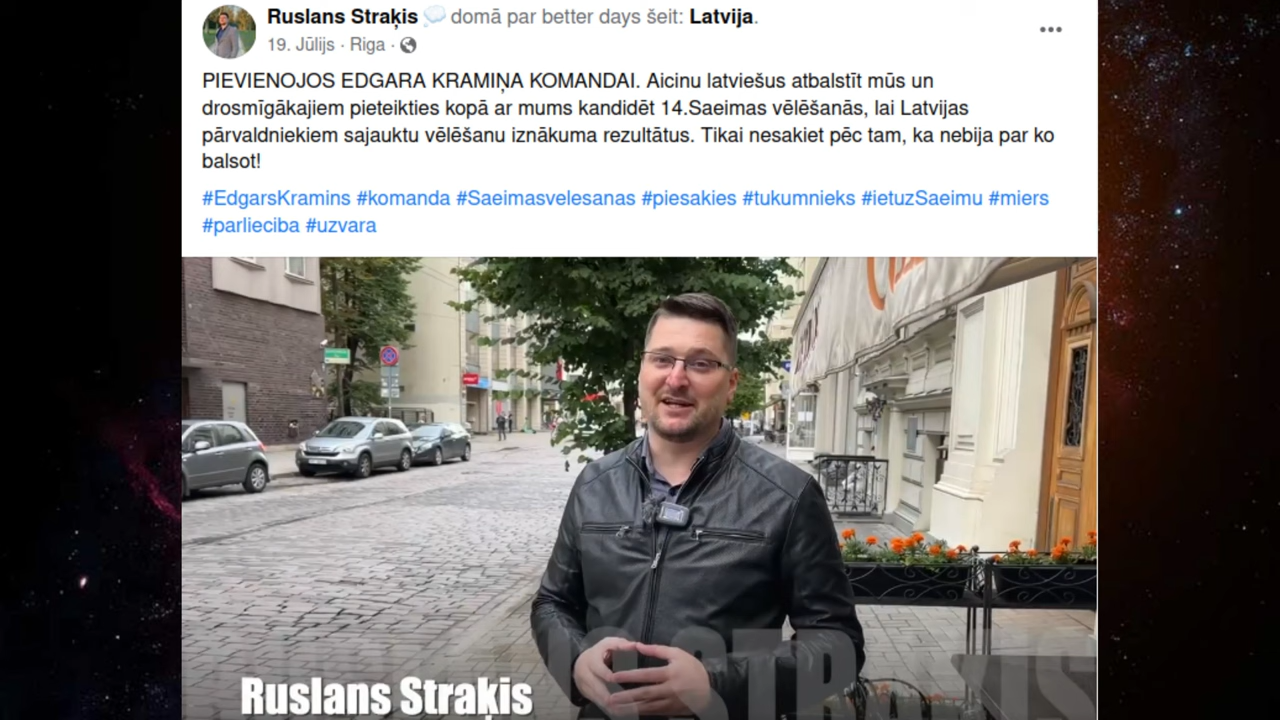 Ruslans Straķis 💭 domā par better days šeit: Latvija.
19. Jūlijs · Riga ·
PIEVIENOJOS EDGARA KRAMIŅA KOMANDAI. Aicinu latviešus atbalstīt mūs un
drosmīgākajiem pieteikties kopā ar mums kandidēt 14.Saeimas vēlēšanās, lai Latvijas
pārvaldniekiem sajauktu vēlēšanu iznākuma rezultātus. Tikai nesakiet pēc tam, ka nebija par ko
balsot!
#EdgarsKramins #komanda #Saeimasvelesanas #piesakies #tukumnieks #ietuzSaeimu #miers
#parlieciba #uzvara
Ruslans Straķis